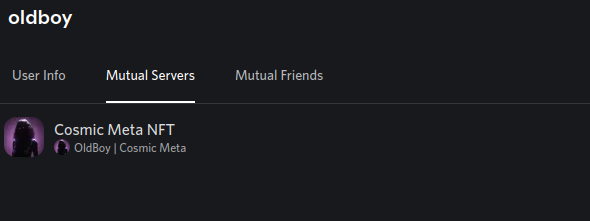 oldboy
User Info Mutual Servers Mutual Friends
Cosmic Meta NFT
OldBoy | Cosmic Meta